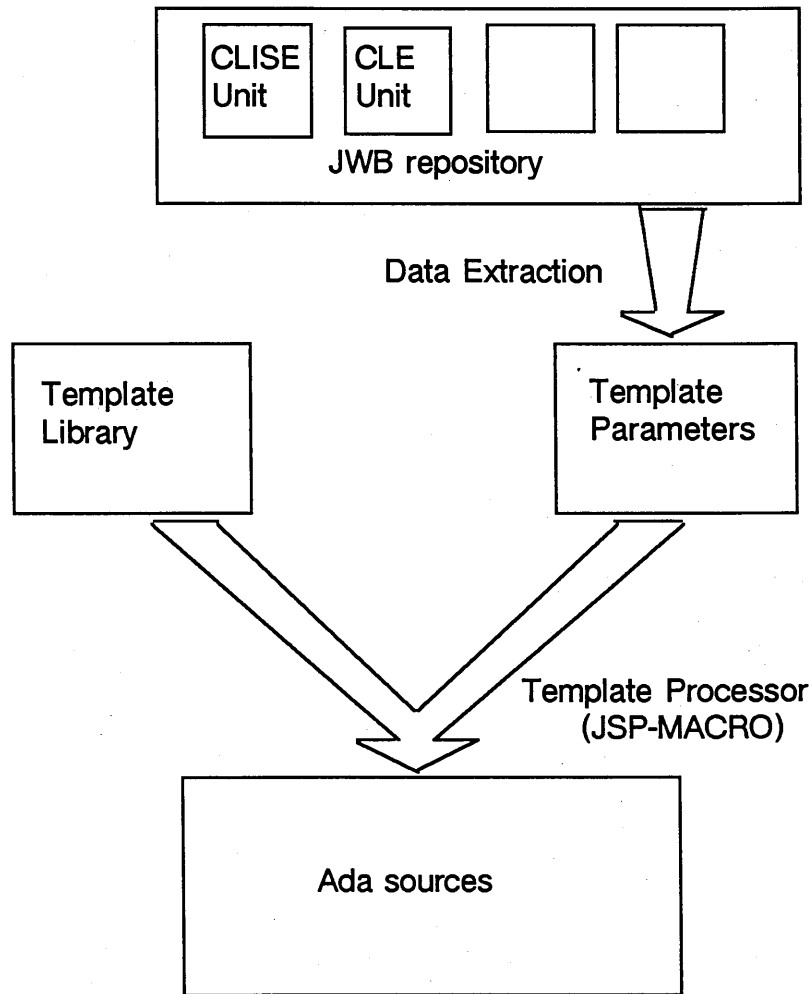 CLISE
Unit
CLE
Unit
JWB repository
Data Extraction
Template
Library
Template
Parameters
Template Processor
(JSP-MACRO)
Ada sources